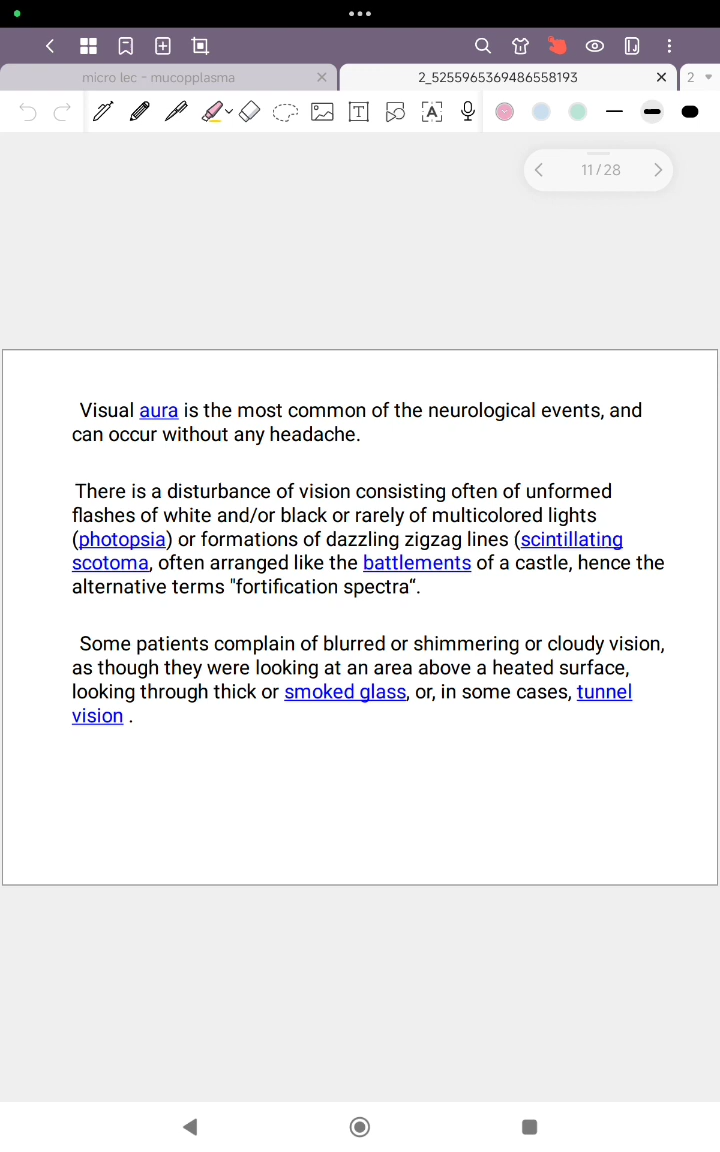 micro lec - mucopplasma
2_5255965369486558193
2
T
A
11/28
Visual aura is the most common of the neurological events, and
can occur without any headache.
There is a disturbance of vision consisting often of unformed
flashes of white and/or black or rarely of multicolored lights
(photopsia) or formations of dazzling zigzag lines (scintillating
scotoma, often arranged like the battlements of a castle, hence the
alternative terms "fortification spectra“.
Some patients complain of blurred or shimmering or cloudy vision,
as though they were looking at an area above a heated surface,
looking through thick or smoked glass, or, in some cases, tunnel
vision .